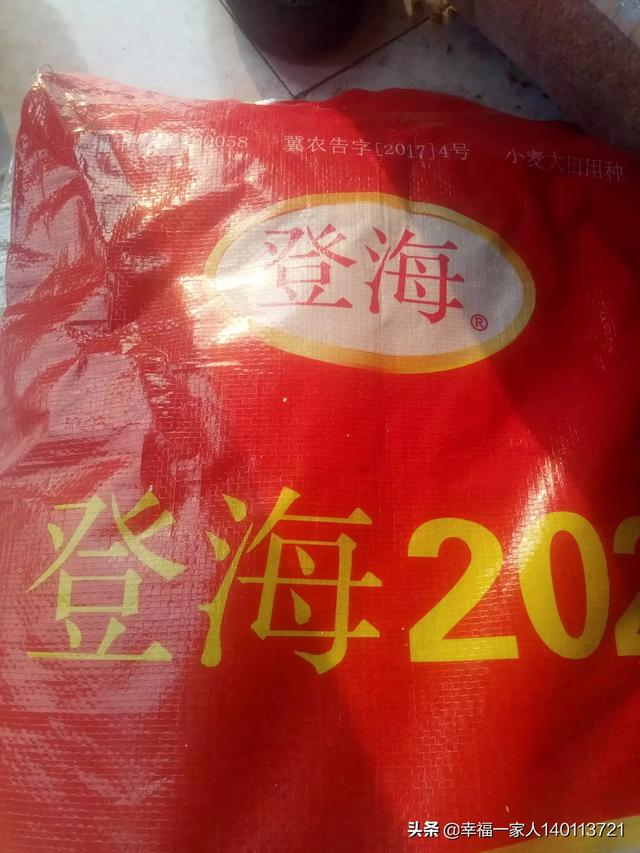 冀农告字[2017]4号 小麦大田用种
登海®
登海202
头条 @幸福一家人140113721